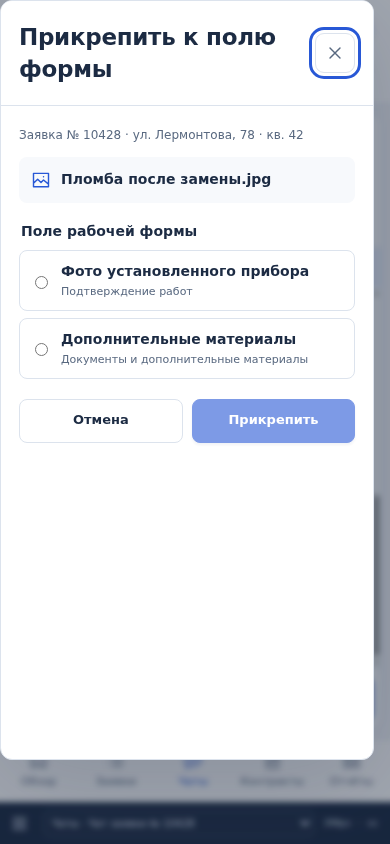 Прикрепить к полю
формы
Заявка № 10428 · ул. Лермонтова, 78 · кв. 42
Пломба после замены.jpg
Поле рабочей формы
Фото установленного прибора
Подтверждение работ
Дополнительные материалы
Документы и дополнительные материалы
Отмена
Прикрепить